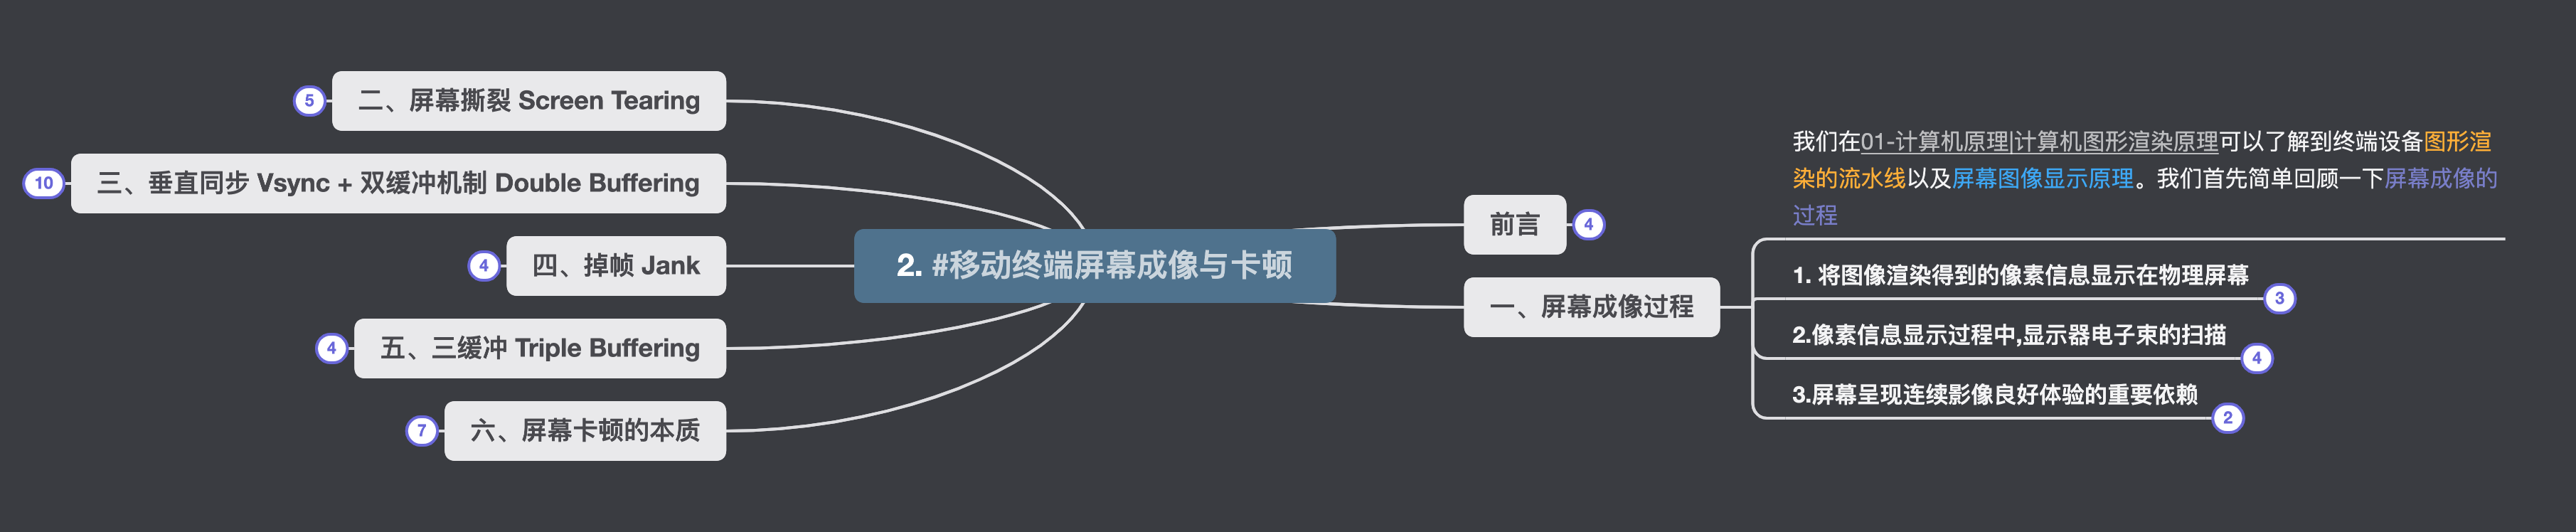 2. #移动终端屏幕成像与卡顿
前言
4
一、屏幕成像过程
我们在01-计算机原理|计算机图形渲染原理可以了解到终端设备图形渲
染的流水线以及屏幕图像显示原理。我们首先简单回顾一下屏幕成像的
过程
1. 将图像渲染得到的像素信息显示在物理屏幕
3
2.像素信息显示过程中,显示器电子束的扫描
4
3.屏幕呈现连续影像良好体验的重要依赖
2
二、屏幕撕裂 Screen Tearing
5
三、垂直同步 Vsync + 双缓冲机制 Double Buffering
10
四、掉帧 Jank
4
五、三缓冲 Triple Buffering
4
六、屏幕卡顿的本质
7